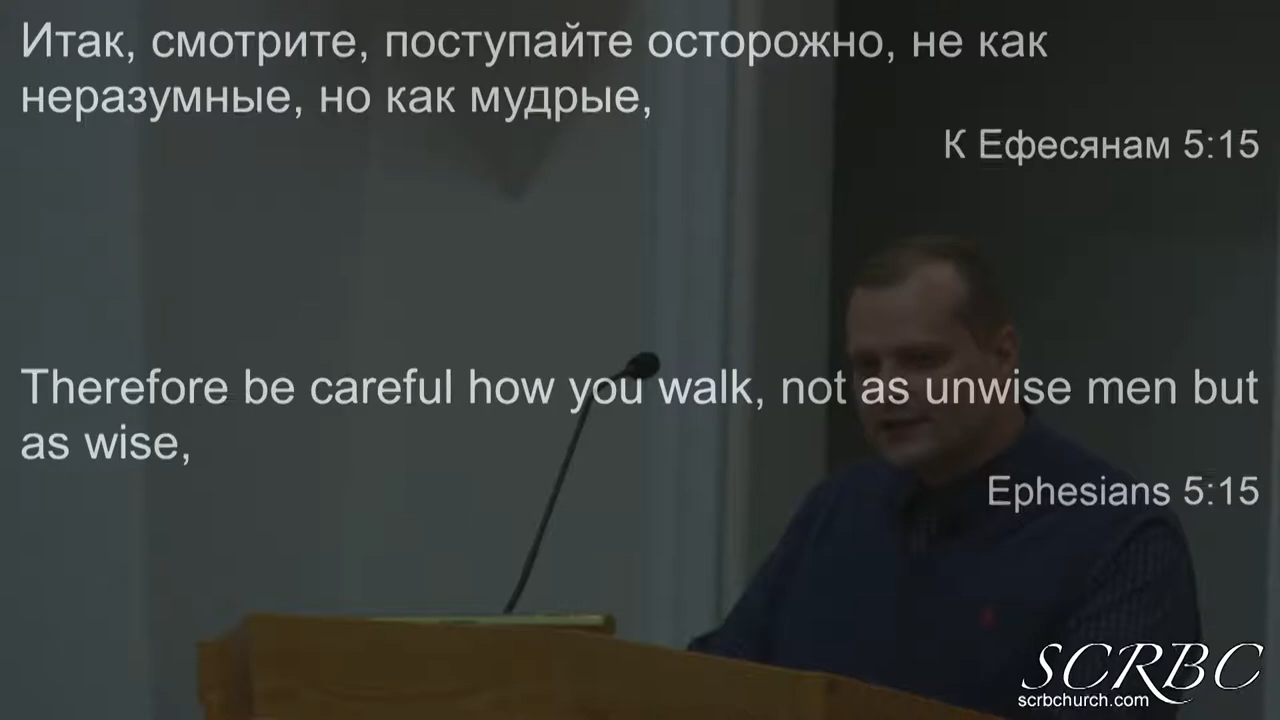 Итак, смотрите, поступайте осторожно, не как
неразумные, но как мудрые,
К Ефесянам 5:15
Therefore be careful how you walk, not as unwise men but
as wise,
Ephesians 5:15
SCRBC
scrbchurch.com